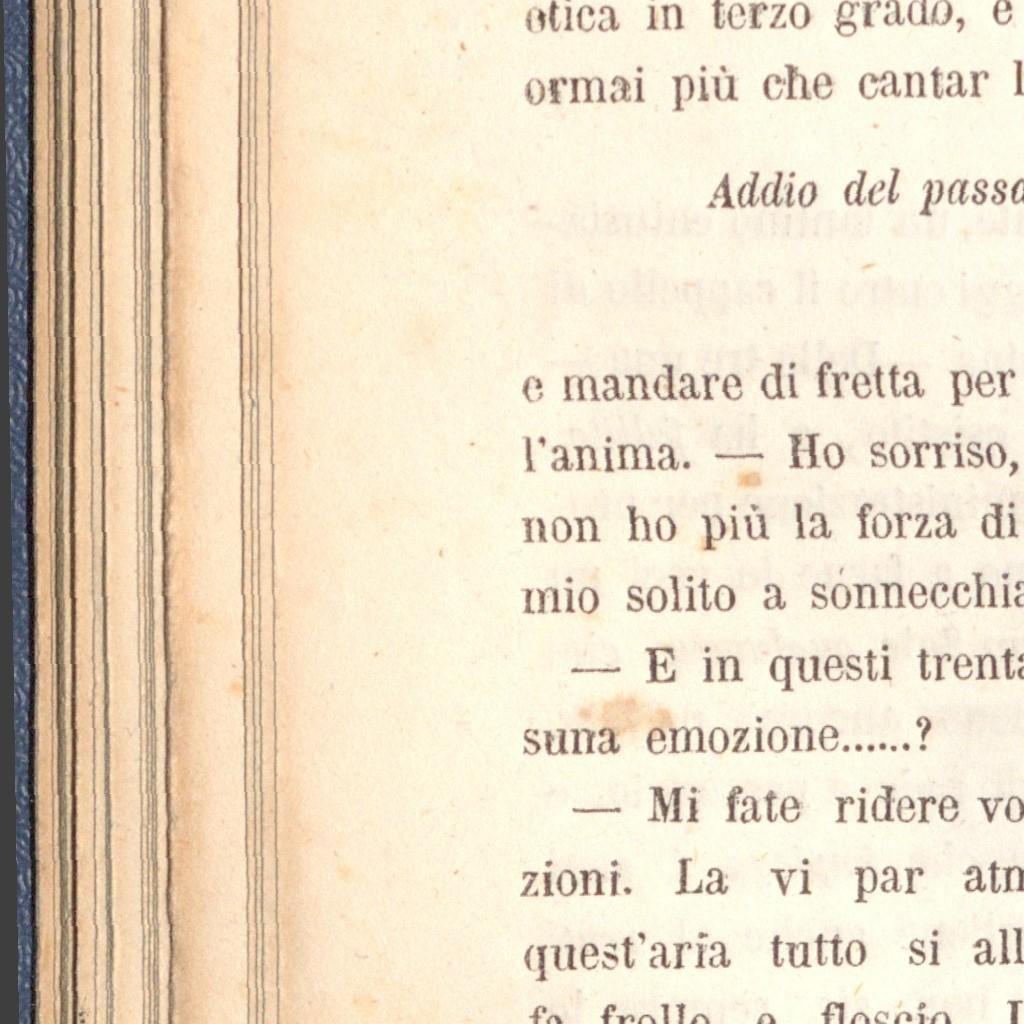 otica in terzo grado, e
ormai più che cantar l
Addio del passa
e mandare di fretta per
l'anima. — Ho sorriso,
non ho più la forza di
mio solito a sonnecchia
— E in questi trenta
suna emozione......?
— Mi fate ridere vo
zioni. La vi par atm
quest'aria tutto si all
fa frollo e floscio.